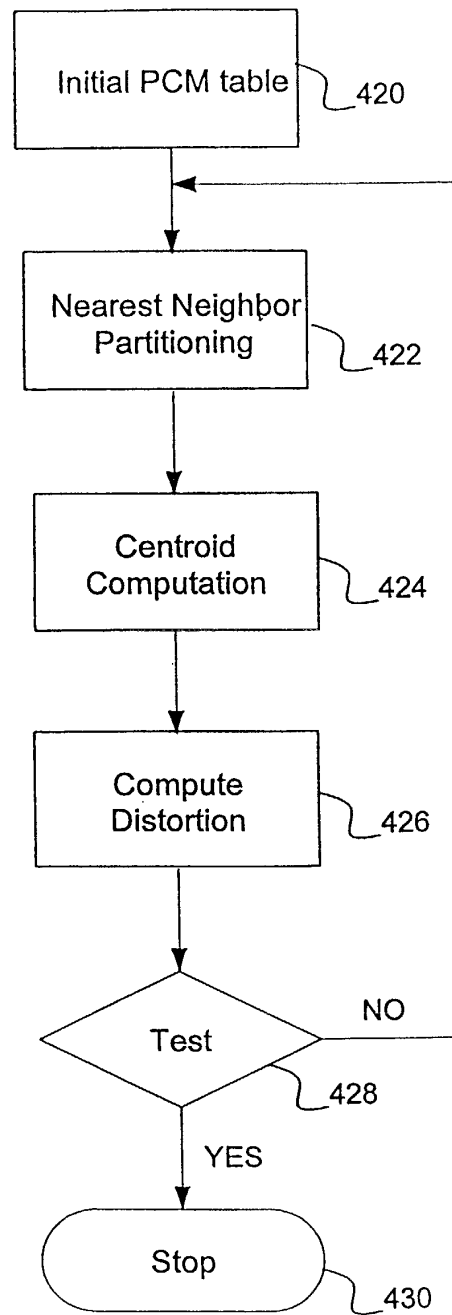 Initial PCM table
420
Nearest Neighbor
Partitioning
422
Centroid
Computation
424
Compute
Distortion
426
Test
NO
428
YES
Stop
430